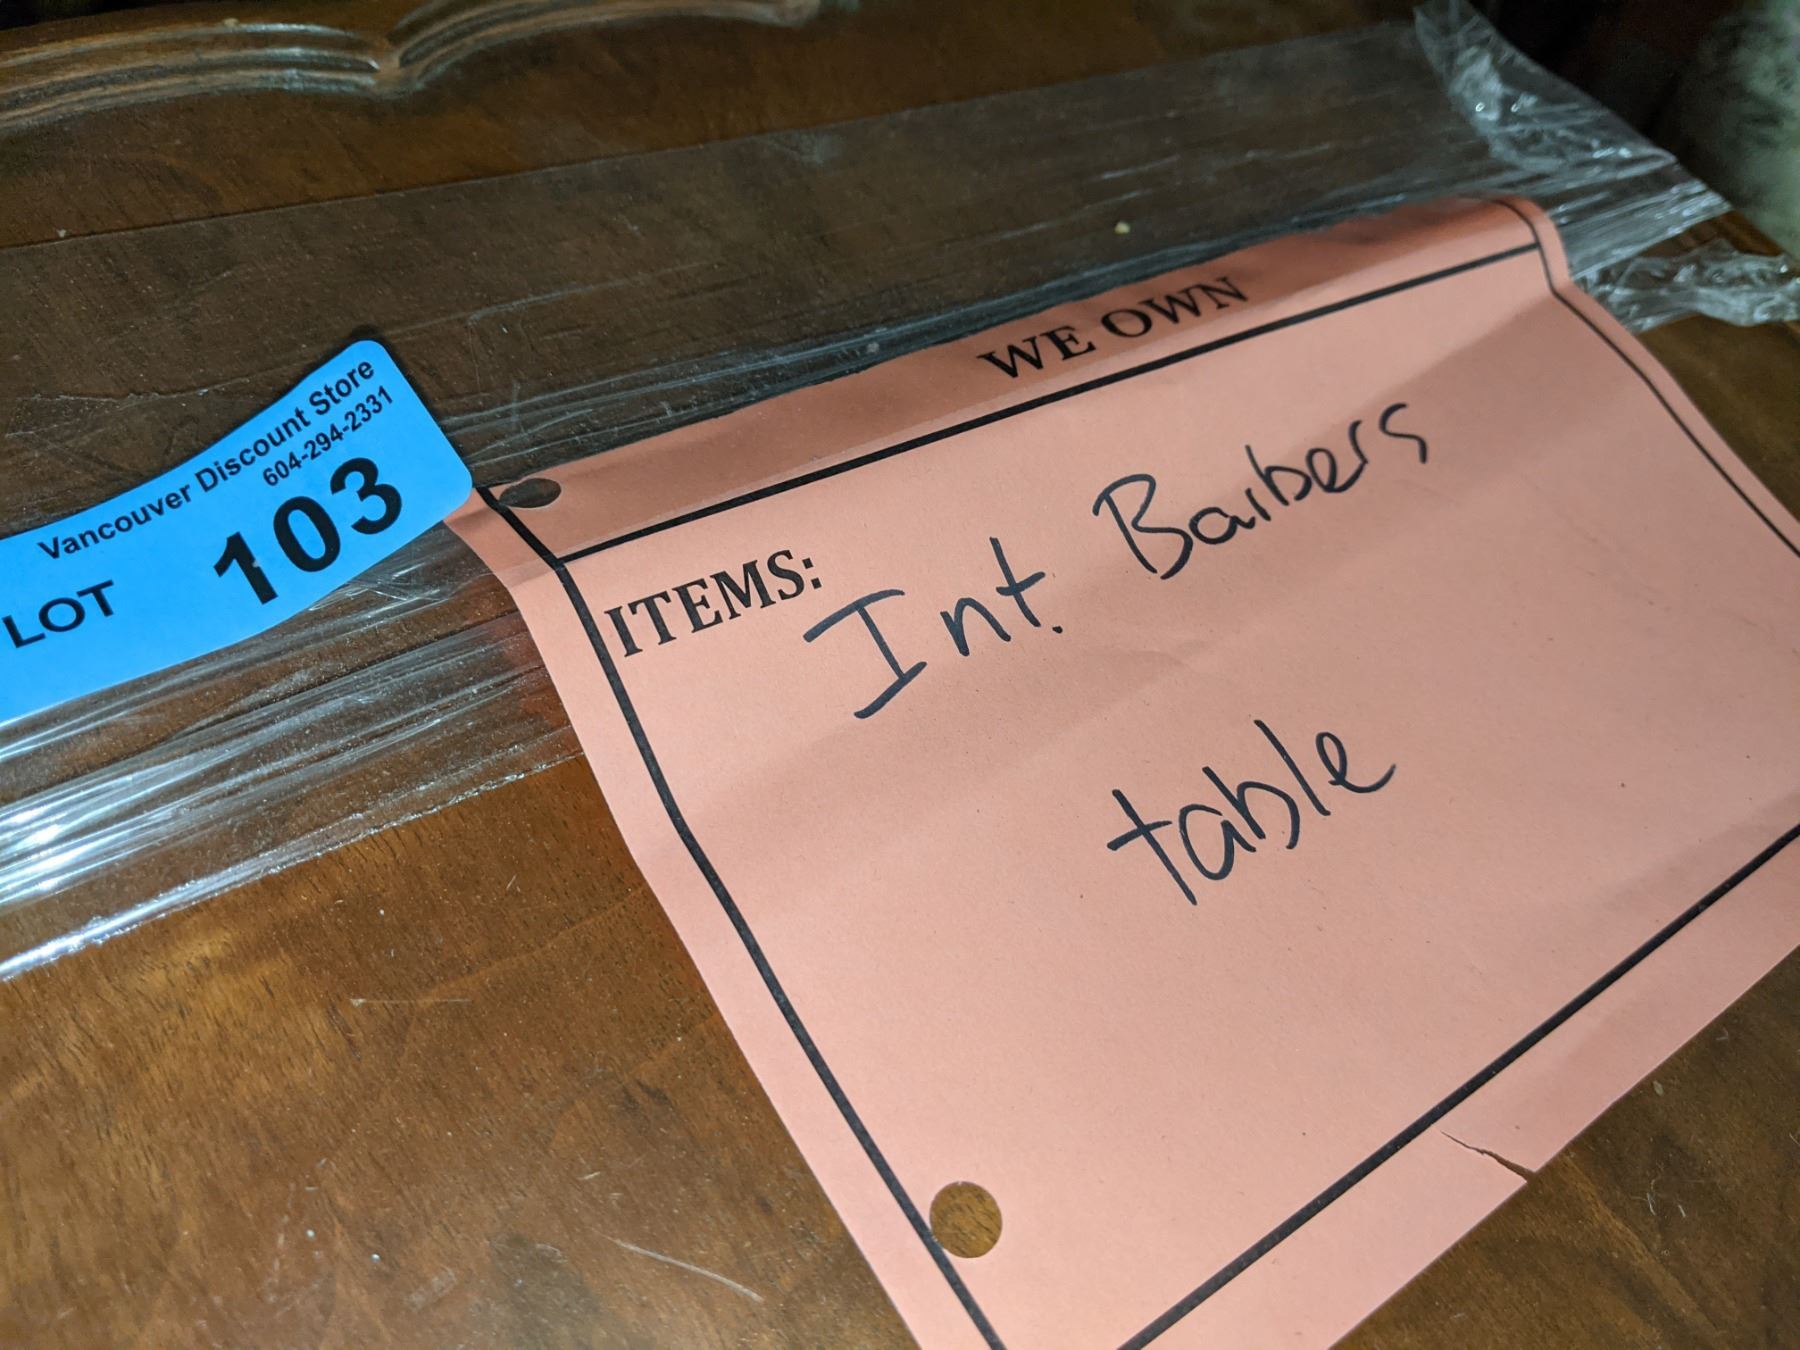 Vancouver Discount Store
604-294-2331
LOT 103
WE OWN
ITEMS: Int. Barbers
table